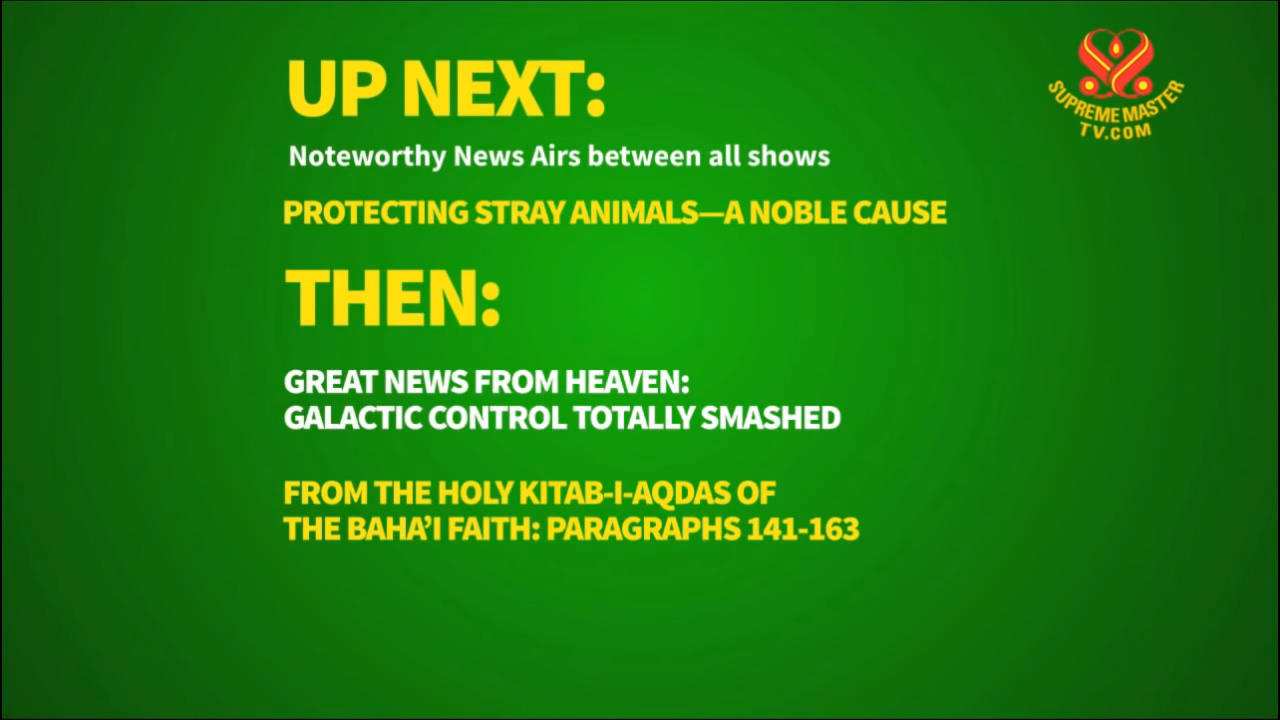 UP NEXT:
Noteworthy News Airs between all shows
PROTECTING STRAY ANIMALS—A NOBLE CAUSE
THEN:
GREAT NEWS FROM HEAVEN:
GALACTIC CONTROL TOTALLY SMASHED
FROM THE HOLY KITAB-I-AQDAS OF
THE BAHA’I FAITH: PARAGRAPHS 141-163
SUPREME MASTER
TV.COM